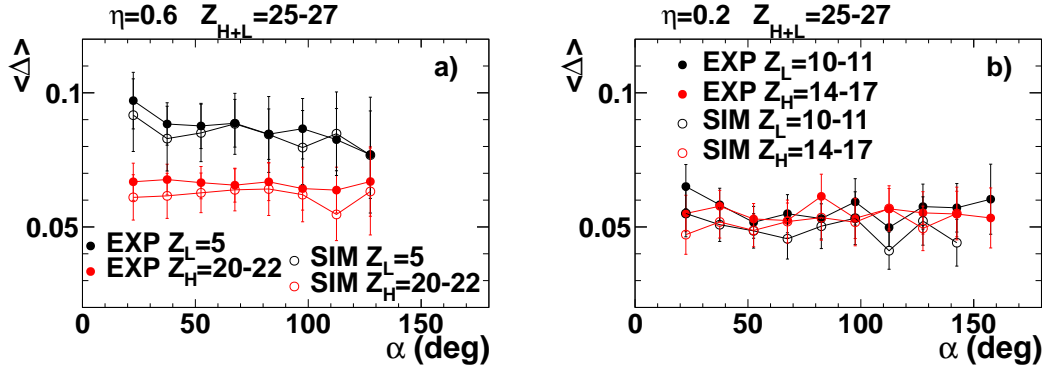 η=0.6 Z_{H+L}=25-27
<Δ>
a)
0.1
0.05
EXP Z_L=5
EXP Z_H=20-22
SIM Z_L=5
SIM Z_H=20-22
0 50 100 150
α (deg)
η=0.2 Z_{H+L}=25-27
<Δ>
b)
EXP Z_L=10-11
EXP Z_H=14-17
SIM Z_L=10-11
SIM Z_H=14-17
0.1
0.05
0 50 100 150
α (deg)